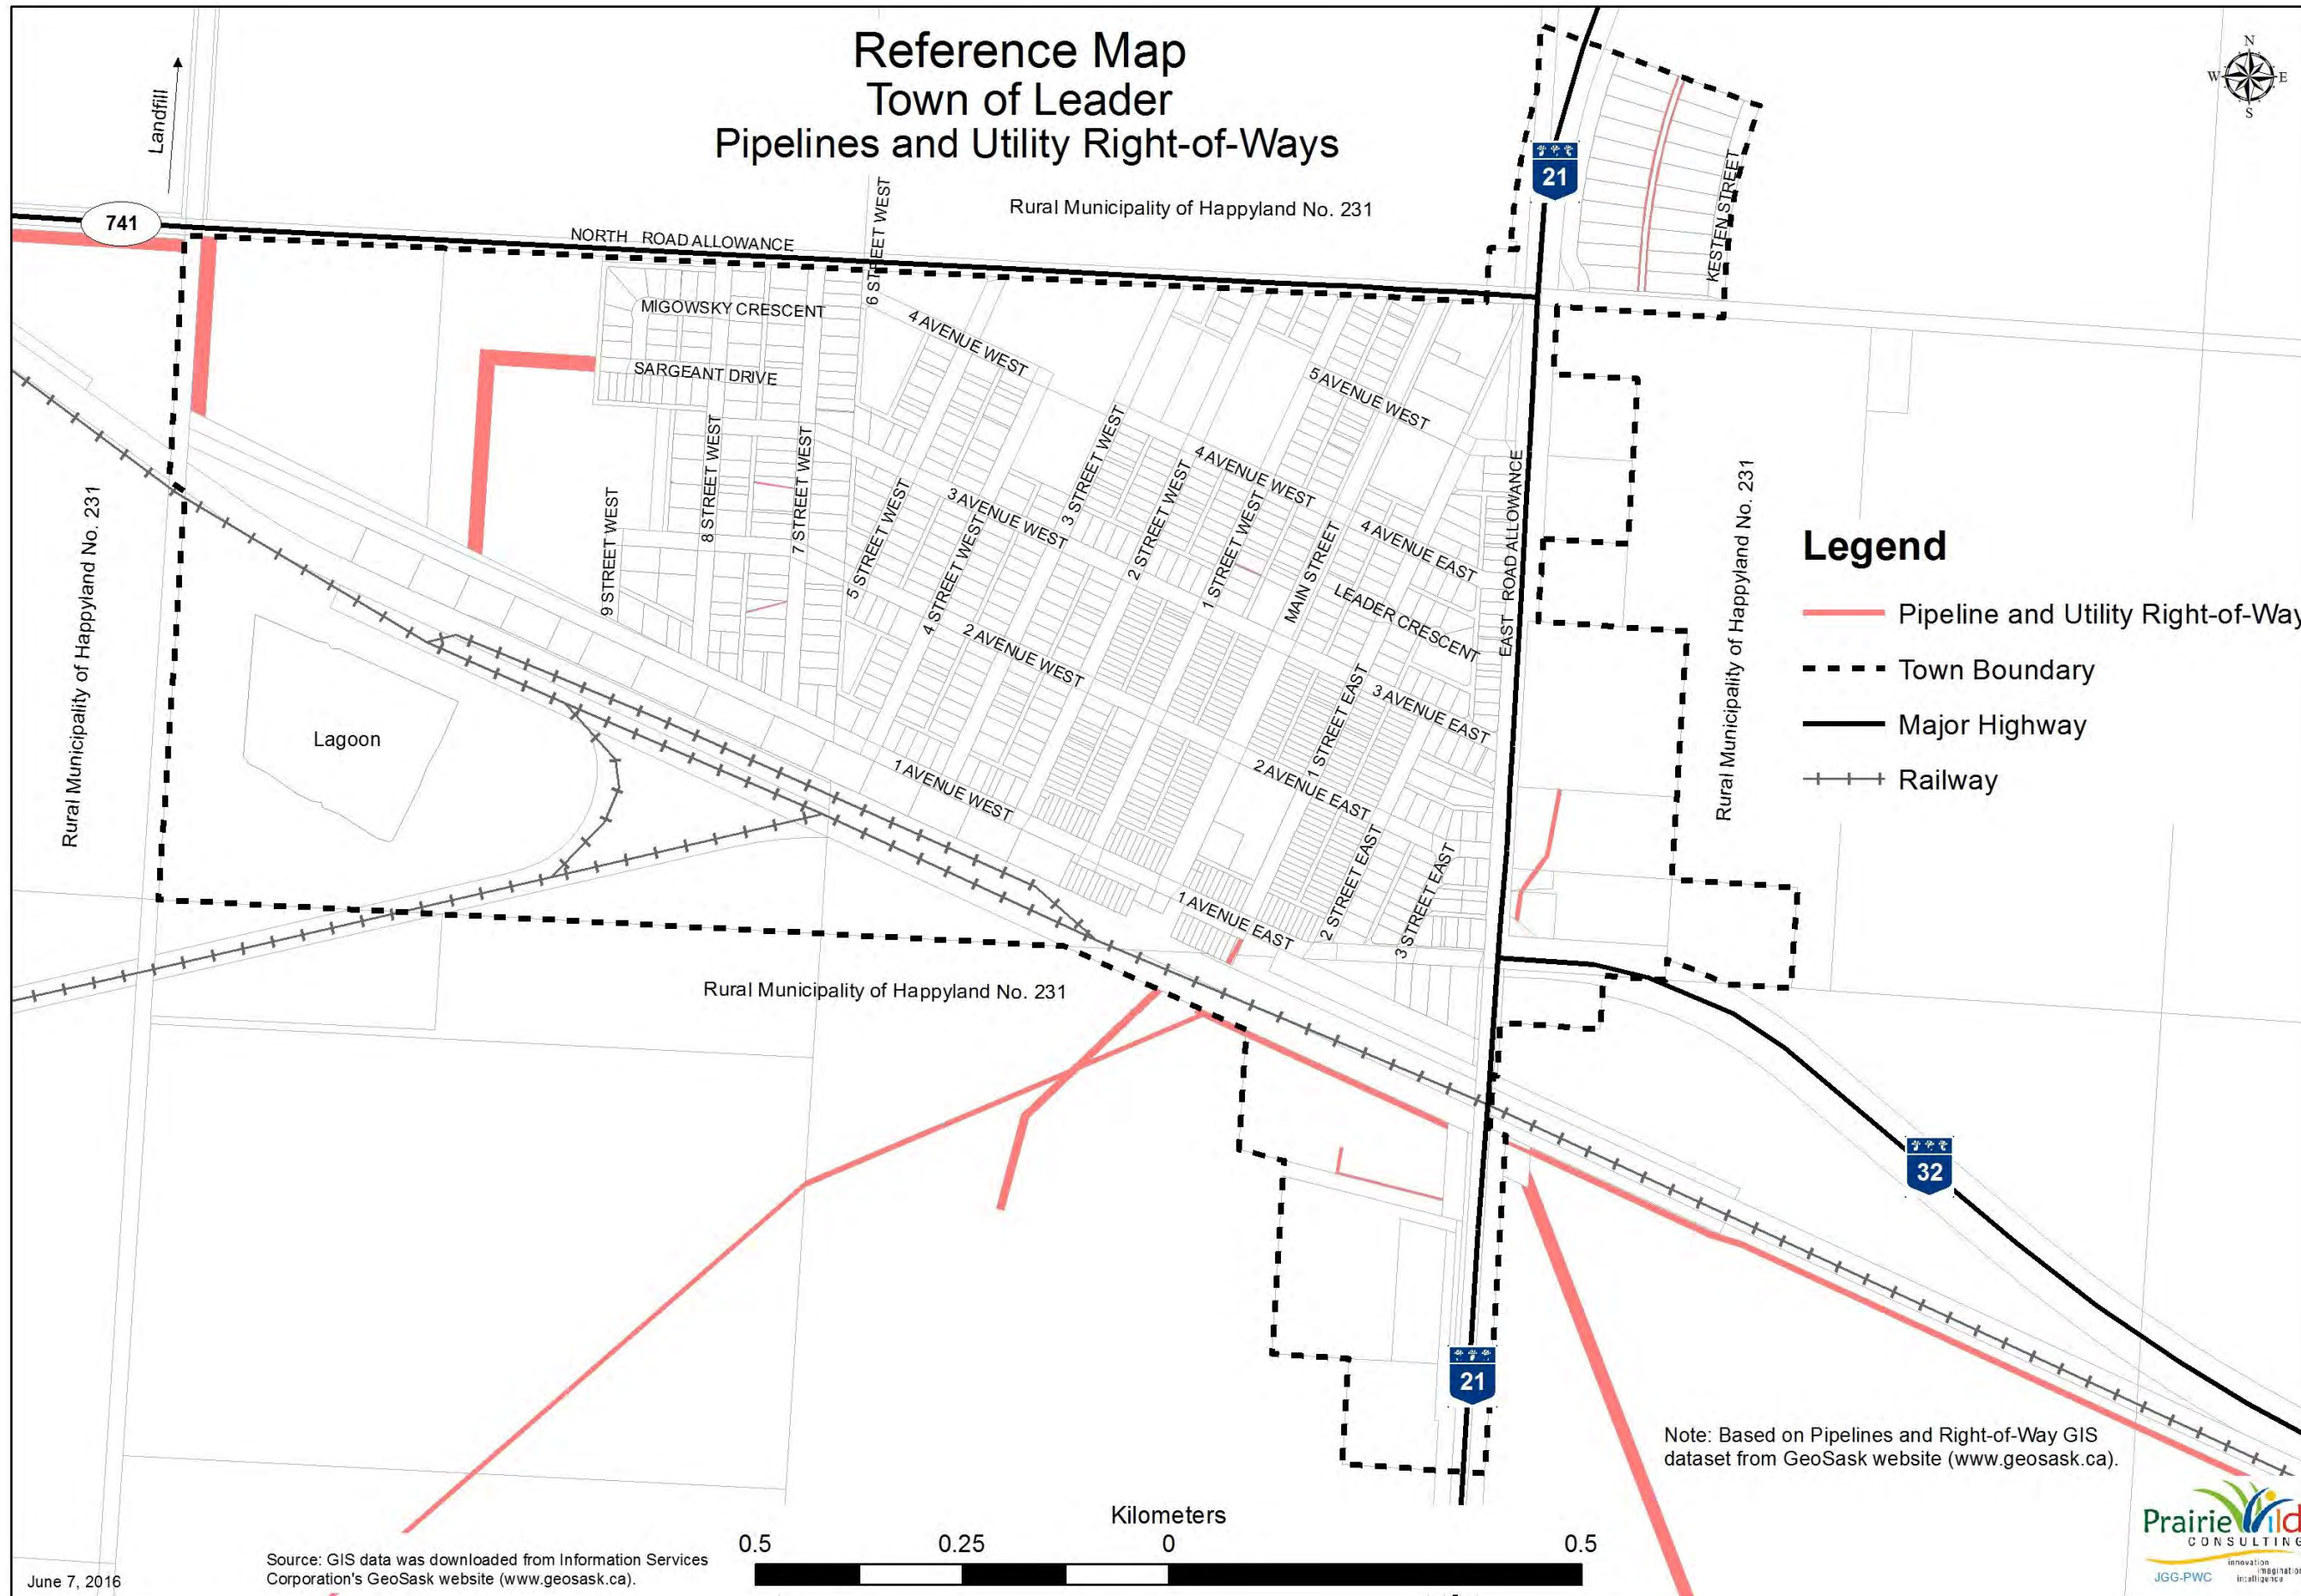 Reference Map
Town of Leader
Pipelines and Utility Right-of-Ways
N
W
E
S
Landfill
741
21
Rural Municipality of Happyland No. 231
NORTH ROAD ALLOWANCE
6 STREET WEST
KESTEN STREET
MIGOWSKY CRESCENT
4 AVENUE WEST
SARGEANT DRIVE
5 AVENUE WEST
8 STREET WEST
7 STREET WEST
3 STREET WEST
4 AVENUE WEST
2 STREET WEST
EAST ROAD ALLOWANCE
9 STREET WEST
5 STREET WEST
3 AVENUE WEST
4 STREET WEST
1 STREET WEST
MAIN STREET
4 AVENUE EAST
LEADER CRESCENT
Rural Municipality of Happyland No. 231
Rural Municipality of Happyland No. 231
2 AVENUE WEST
1 STREET EAST
3 AVENUE EAST
Lagoon
1 AVENUE WEST
2 AVENUE EAST
2 STREET EAST
3 STREET EAST
1 AVENUE EAST
Rural Municipality of Happyland No. 231
Legend
Pipeline and Utility Right-of-Way
Town Boundary
Major Highway
Railway
32
21
Note: Based on Pipelines and Right-of-Way GIS
dataset from GeoSask website (www.geosask.ca).
Kilometers
0.5 0.25 0 0.5
Source: GIS data was downloaded from Information Services
Corporation's GeoSask website (www.geosask.ca).
June 7, 2016
PrairieWild
CONSULTING
innovation
imagination
intelligence
JGG-PWC